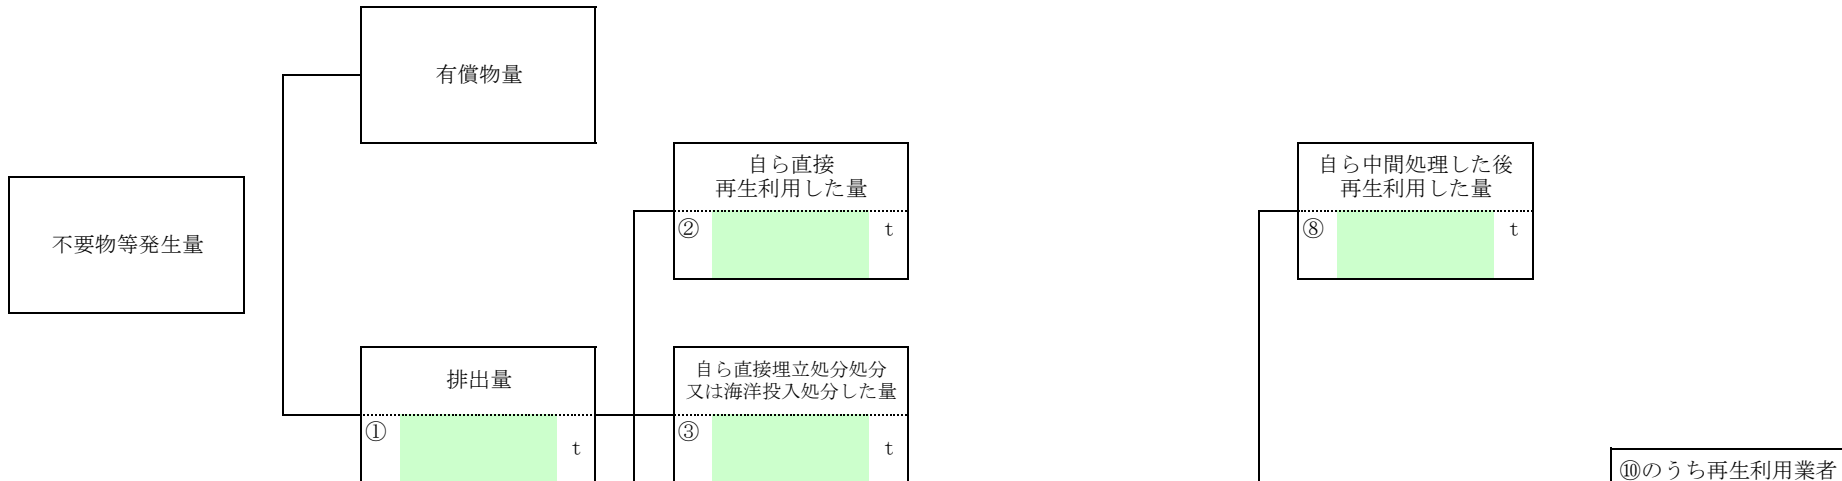 有償物量
自ら直接
再生利用した量
②
t
自ら中間処理した後
再生利用した量
⑧
t
不要物等発生量
排出量
①
t
自ら直接埋立処分処分
又は海洋投入処分した量
③
t
⑩のうち再生利用業者